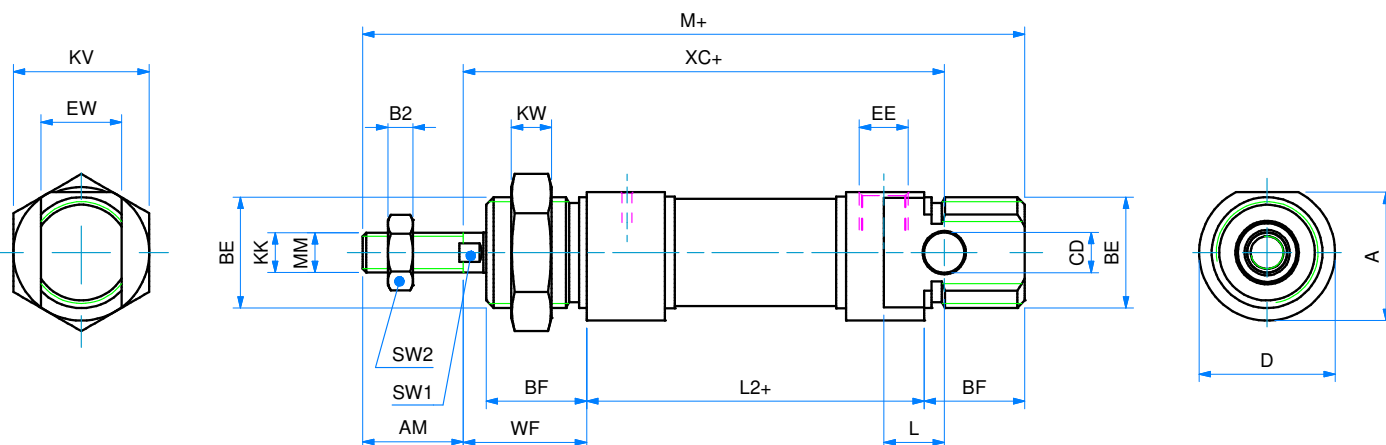 M+
KV
XC+
EW
B2
KW
EE
BE
KK
MM
CD
BE
A
SW2
SW1
BF
L2+
BF
D
AM
WF
L